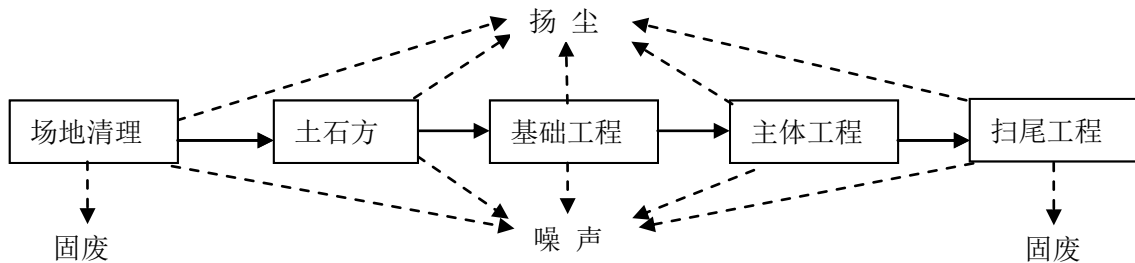 扬 尘
场地清理
土石方
基础工程
主体工程
扫尾工程
噪 声
固废
固废